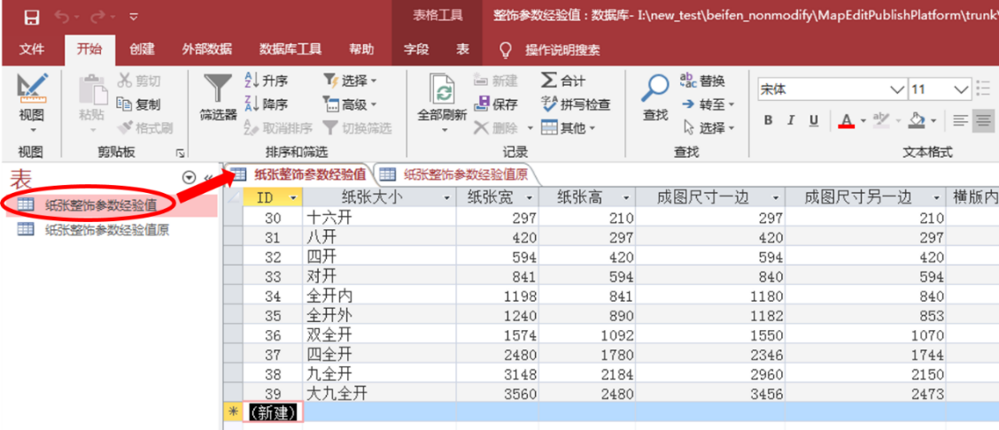 表格工具 整饰参数经验值：数据库- I:\new_test\beifen_nonmodify\MapEditPublishPlatform\trunk\
文件 开始 创建 外部数据 数据库工具 帮助 字段 表 操作说明搜索
视图 粘贴 剪切 复制 格式刷 筛选器 升序 降序 取消排序 选择 高级 切换筛选 全部刷新 新建 保存 删除 合计 拼写检查 其他 查找 替换 转至 选择 宋体 11 B I U A
视图 剪贴板 排序和筛选 记录 查找 文本格式
表 纸张整饰参数经验值 纸张整饰参数经验值原
纸张整饰参数经验值
纸张整饰参数经验值原
ID 纸张大小 纸张宽 纸张高 成图尺寸一边 成图尺寸另一边 横版内
30 十六开 297 210 297 210
31 八开 420 297 420 297
32 四开 594 420 594 420
33 对开 841 594 840 594
34 全开内 1198 841 1180 840
35 全开外 1240 890 1182 853
36 双全开 1574 1092 1550 1070
37 四全开 2480 1780 2346 1744
38 九全开 3148 2184 2960 2150
39 大九全开 3560 2480 3456 2473
(新建)